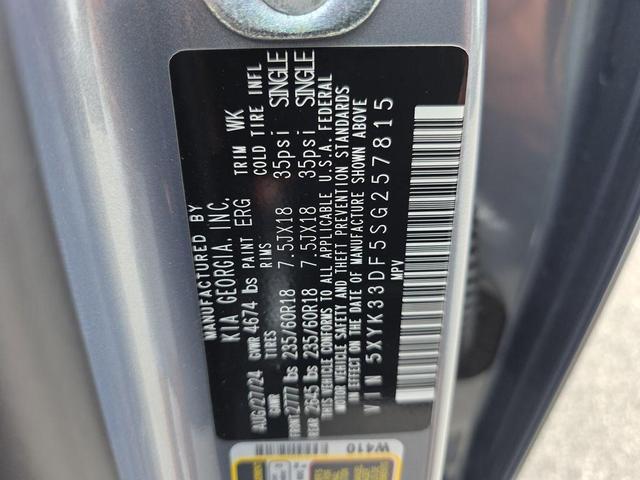 MANUFACTURED BY
KIA GEORGIA, INC.
AUG/27/24 GVWR 4674 lbs PAINT ERG TRIM WK
GAWR TIRES RIMS COLD TIRE INFL
FRONT 2777 lbs 235/60R18 7.5JX18 35psi SINGLE
REAR 2645 lbs 235/60R18 7.5JX18 35psi SINGLE
THIS VEHICLE CONFORMS TO ALL APPLICABLE U.S.A. FEDERAL
MOTOR VEHICLE SAFETY AND THEFT PREVENTION STANDARDS
IN EFFECT ON THE DATE OF MANUFACTURE SHOWN ABOVE
VIN 5XYK33DF5SG257815
MPV
W410